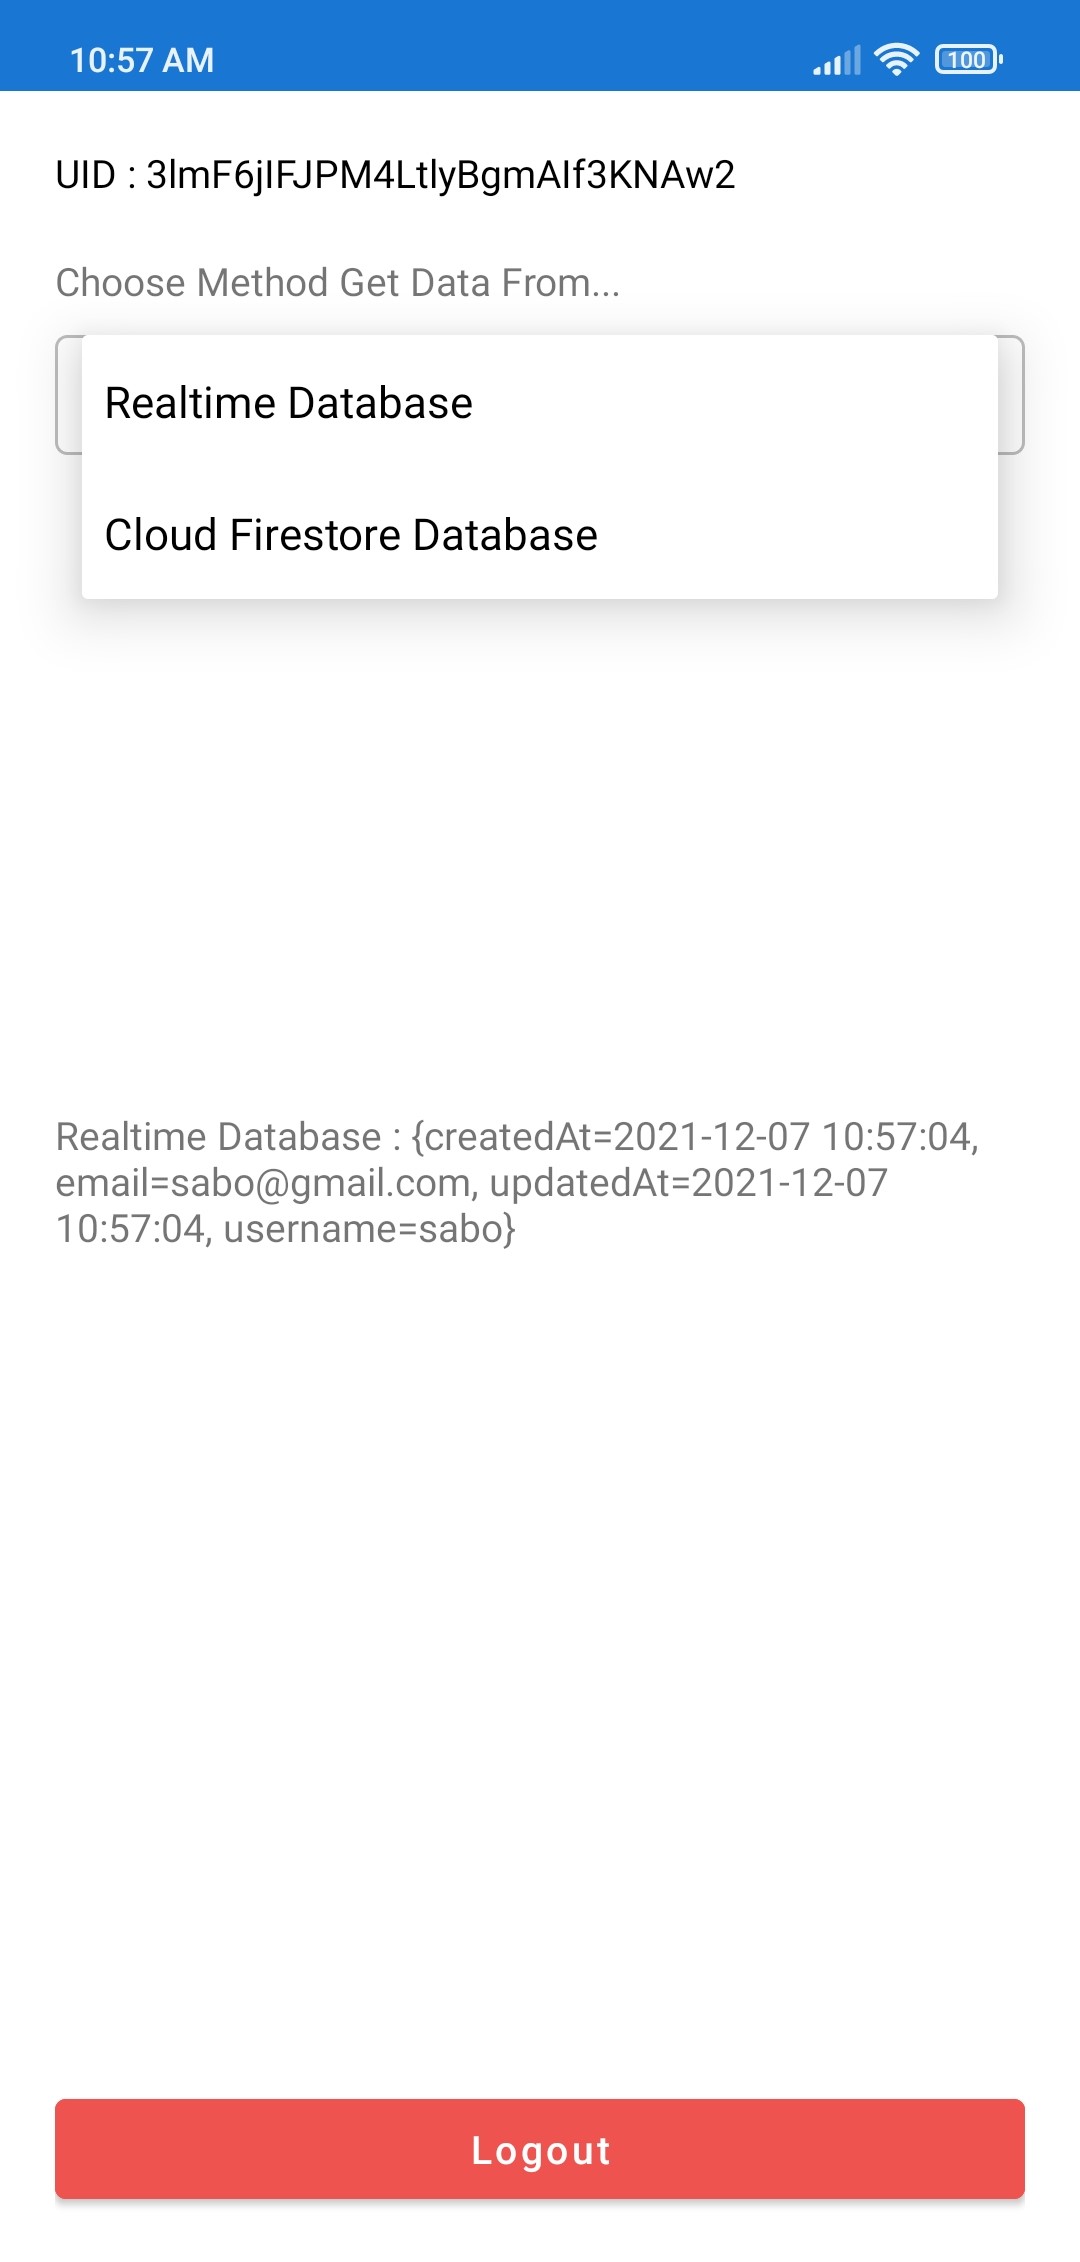 10:57 AM
100
UID : 3lmF6jIFJPM4LtlyBgmAIf3KNAw2
Choose Method Get Data From...
Realtime Database
Cloud Firestore Database
Realtime Database : {createdAt=2021-12-07 10:57:04,
email=sabo@gmail.com, updatedAt=2021-12-07
10:57:04, username=sabo}
Logout